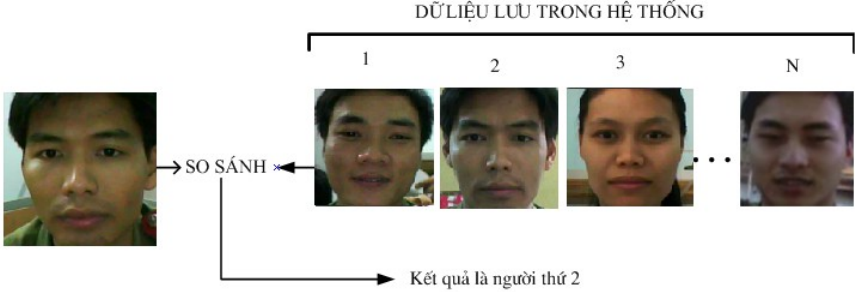 DỮ LIỆU LƯU TRONG HỆ THỐNG
1 2 3 N
SO SÁNH
Kết quả là người thứ 2